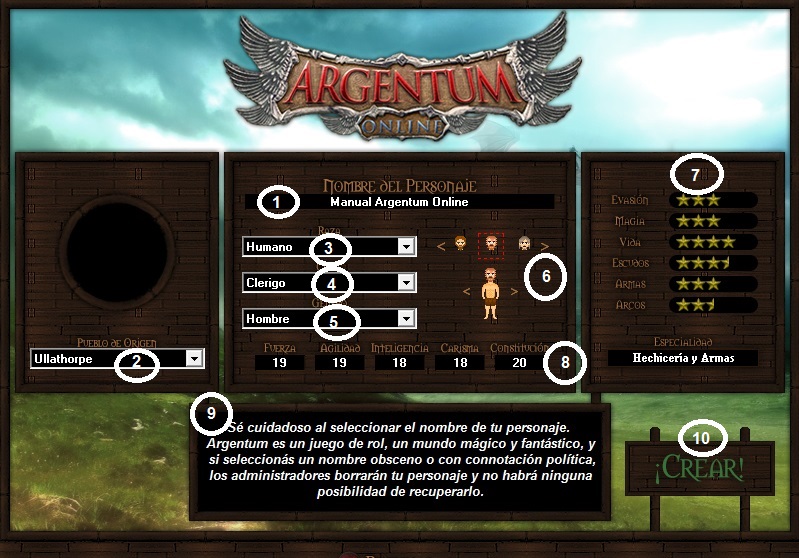 ARGENTUM
ONLINE
Nombre del Personaje
1
Manual Argentum Online
Raza
Humano
3
Clerigo
4
Hombre
5
6
Fuerza Agilidad Inteligencia Carisma Constitución
19 19 18 18 20
8
Pueblo de Origen
Ullathorpe
2
7
Evasión
Magia
Vida
Escudos
Armas
Arcos
Especialidad
Hechicería y Armas
9
Sé cuidadoso al seleccionar el nombre de tu personaje.
Argentum es un juego de rol, un mundo mágico y fantástico, y
si seleccionás un nombre obsceno o con connotación política,
los administradores borrarán tu personaje y no habrá ninguna
posibilidad de recuperarlo.
10
¡Crear!